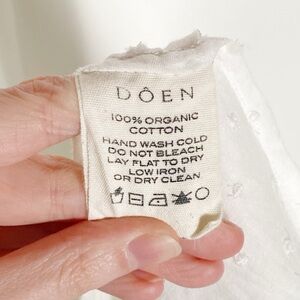 DÔEN
100% ORGANIC
COTTON
HAND WASH COLD
DO NOT BLEACH
LAY FLAT TO DRY
LOW IRON
OR DRY CLEAN